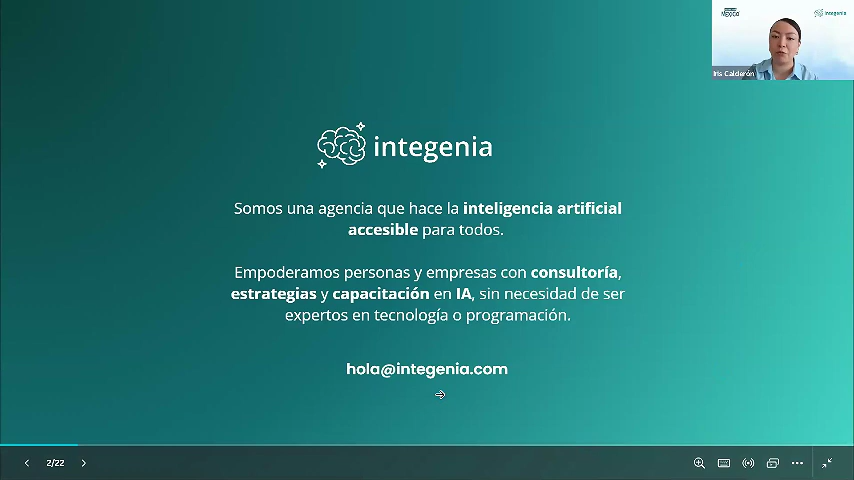 MÉXICO
integenia
Iris Calderón
integenia
Somos una agencia que hace la inteligencia artificial
accesible para todos.
Empoderamos personas y empresas con consultoría,
estrategias y capacitación en IA, sin necesidad de ser
expertos en tecnología o programación.
hola@integenia.com
2/22